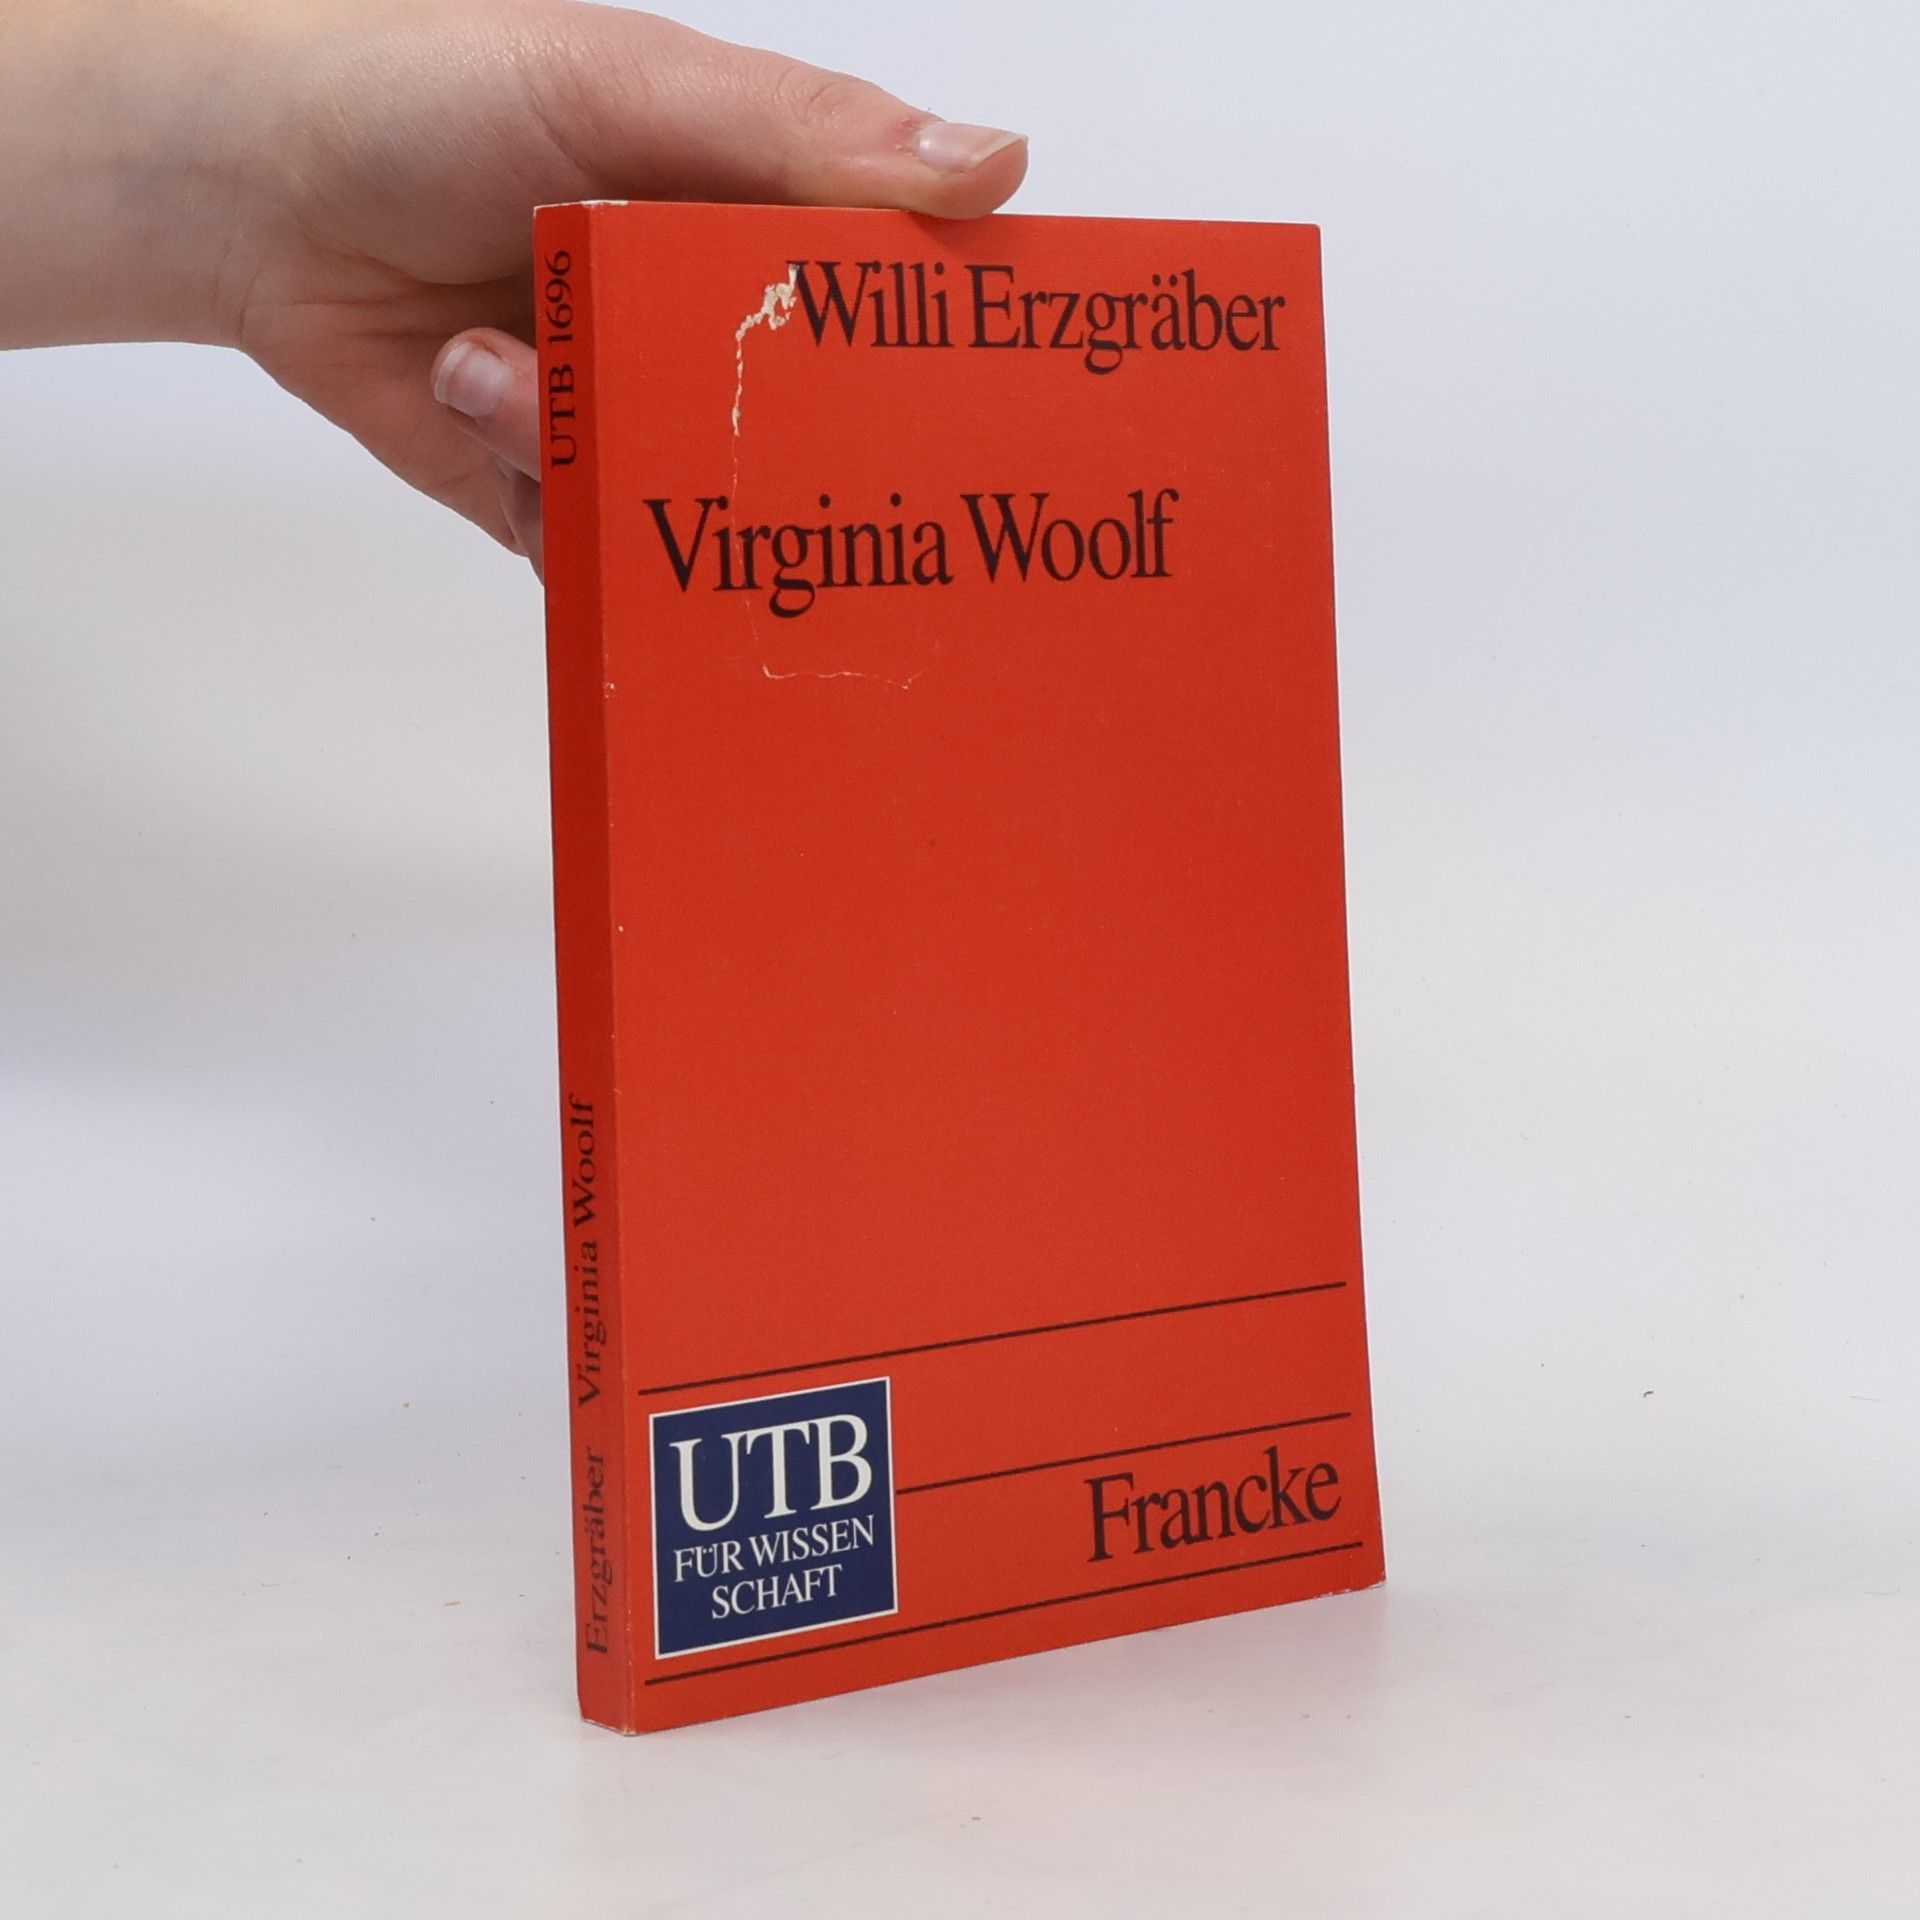 Willi Erzgräber
Virginia Woolf
UTB
FÜR WISSEN
SCHAFT
Francke
Erzgräber Virginia Woolf UTB 1696